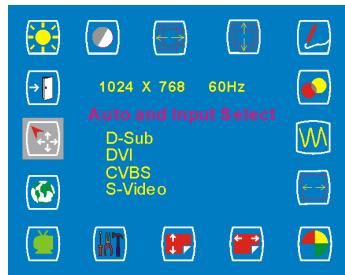 1024 X 768 60Hz
Auto and Input Select
D-Sub
DVI
CVBS
S-Video